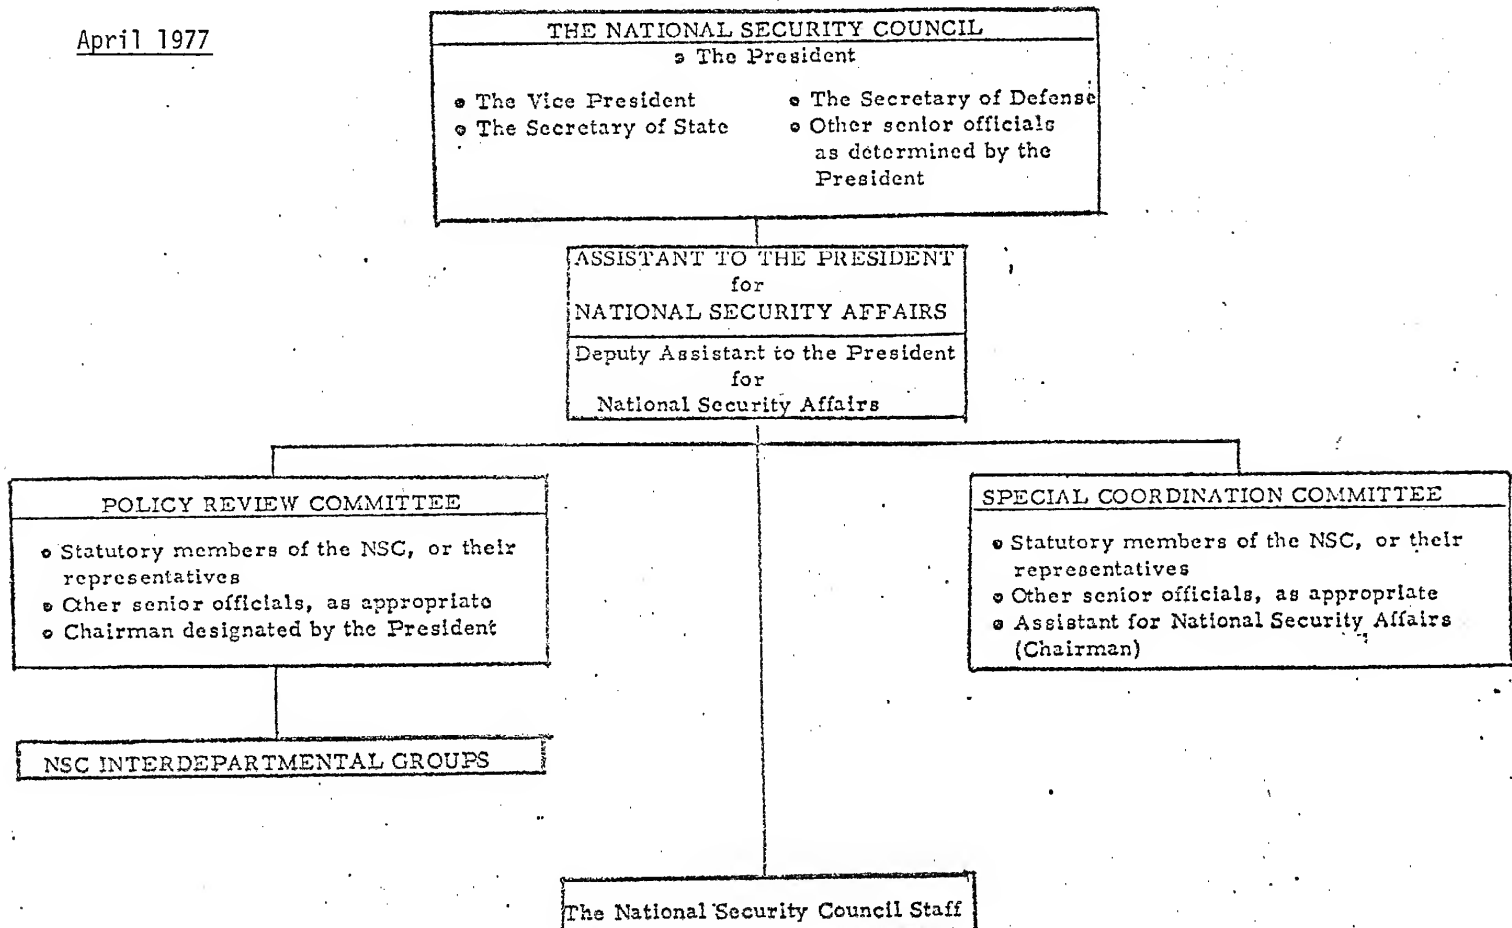 April 1977
THE NATIONAL SECURITY COUNCIL
• The President
• The Vice President
• The Secretary of State
• The Secretary of Defense
• Other senior officials
as determined by the
President
ASSISTANT TO THE PRESIDENT
for
NATIONAL SECURITY AFFAIRS
Deputy Assistant to the President
for
National Security Affairs
POLICY REVIEW COMMITTEE
• Statutory members of the NSC, or their
representatives
• Other senior officials, as appropriate
• Chairman designated by the President
SPECIAL COORDINATION COMMITTEE
• Statutory members of the NSC, or their
representatives
• Other senior officials, as appropriate
• Assistant for National Security Affairs
(Chairman)
NSC INTERDEPARTMENTAL GROUPS
The National Security Council Staff